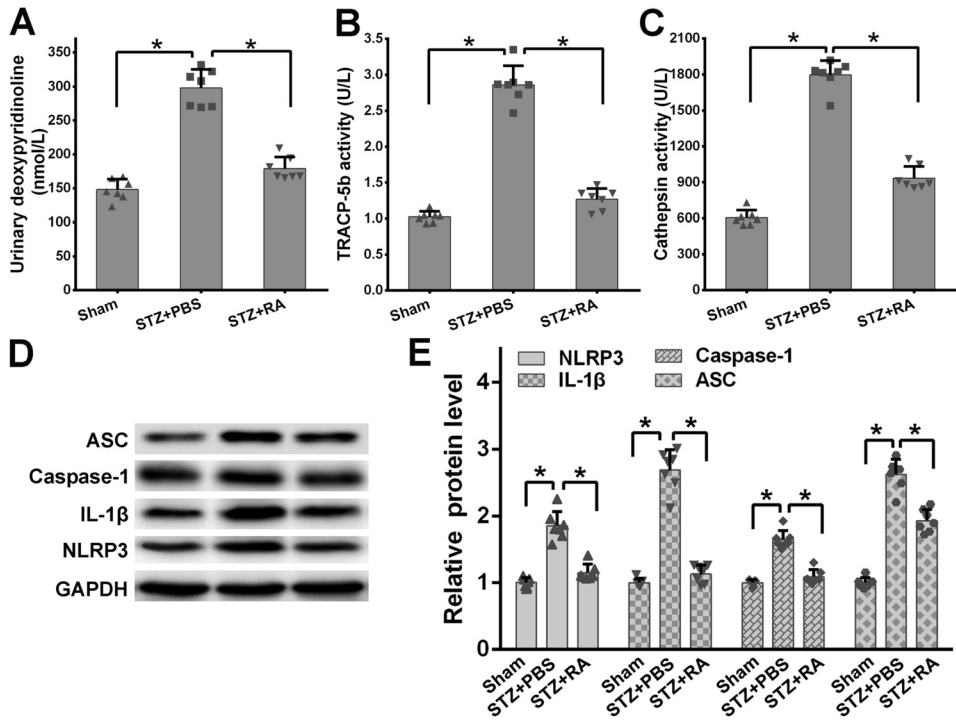 A
Urinary deoxypyridinoline
(nmol/L)
350
300
250
200
150
100
50
0
*
*
Sham
STZ+PBS
STZ+RA
B
TRACP-5b activity (U/L)
3.5
3.0
2.5
2.0
1.5
1.0
0.5
0.0
*
*
Sham
STZ+PBS
STZ+RA
C
Cathepsin activity (U/L)
2100
1800
1500
1200
900
600
300
0
*
*
Sham
STZ+PBS
STZ+RA
D
ASC
Caspase-1
IL-1β
NLRP3
GAPDH
E
Relative protein level
4
3
2
1
0
NLRP3
IL-1β
Caspase-1
ASC
*
*
*
*
*
*
*
*
Sham
STZ+PBS
STZ+RA
Sham
STZ+PBS
STZ+RA
Sham
STZ+PBS
STZ+RA
Sham
STZ+PBS
STZ+RA